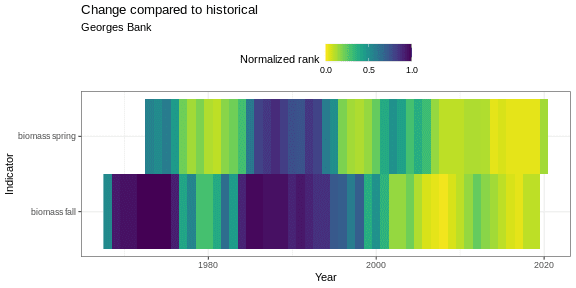 Change compared to historical
Georges Bank
Normalized rank
0.0 0.5 1.0
Indicator
biomass spring
biomass fall
1980 2000 2020
Year